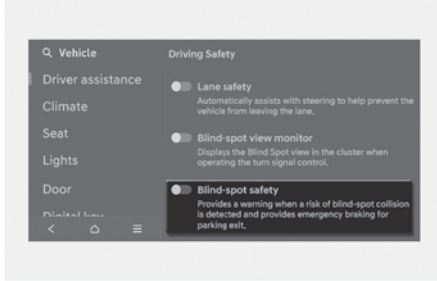 Vehicle
Driver assistance
Climate
Seat
Lights
Door
Digital key
Driving Safety
Lane safety
Automatically assists with steering to help prevent the
vehicle from leaving the lane.
Blind-spot view monitor
Displays the Blind Spot view in the cluster when
operating the turn signal control.
Blind-spot safety
Provides a warning when a risk of blind-spot collision
is detected and provides emergency braking for
parking exit.